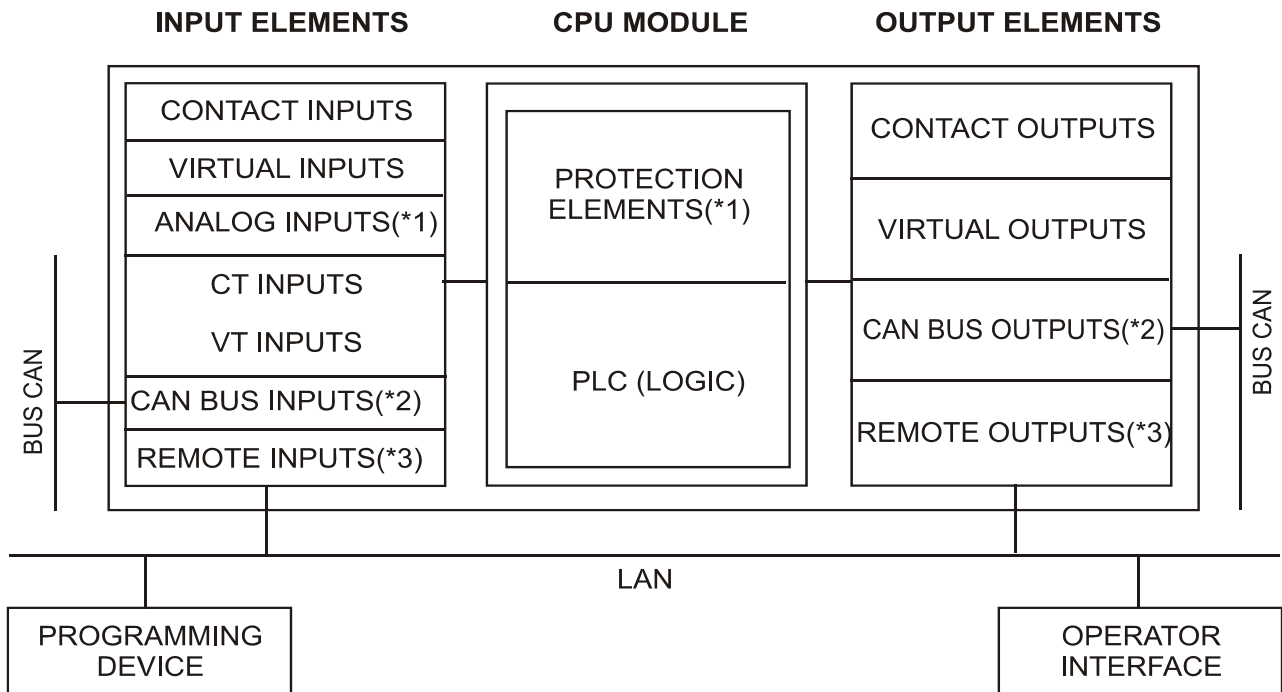 INPUT ELEMENTS
CPU MODULE
OUTPUT ELEMENTS
CONTACT INPUTS
VIRTUAL INPUTS
ANALOG INPUTS(*1)
CT INPUTS
VT INPUTS
CAN BUS INPUTS(*2)
REMOTE INPUTS(*3)
PROTECTION
ELEMENTS(*1)
PLC (LOGIC)
CONTACT OUTPUTS
VIRTUAL OUTPUTS
CAN BUS OUTPUTS(*2)
REMOTE OUTPUTS(*3)
BUS CAN
BUS CAN
LAN
PROGRAMMING
DEVICE
OPERATOR
INTERFACE